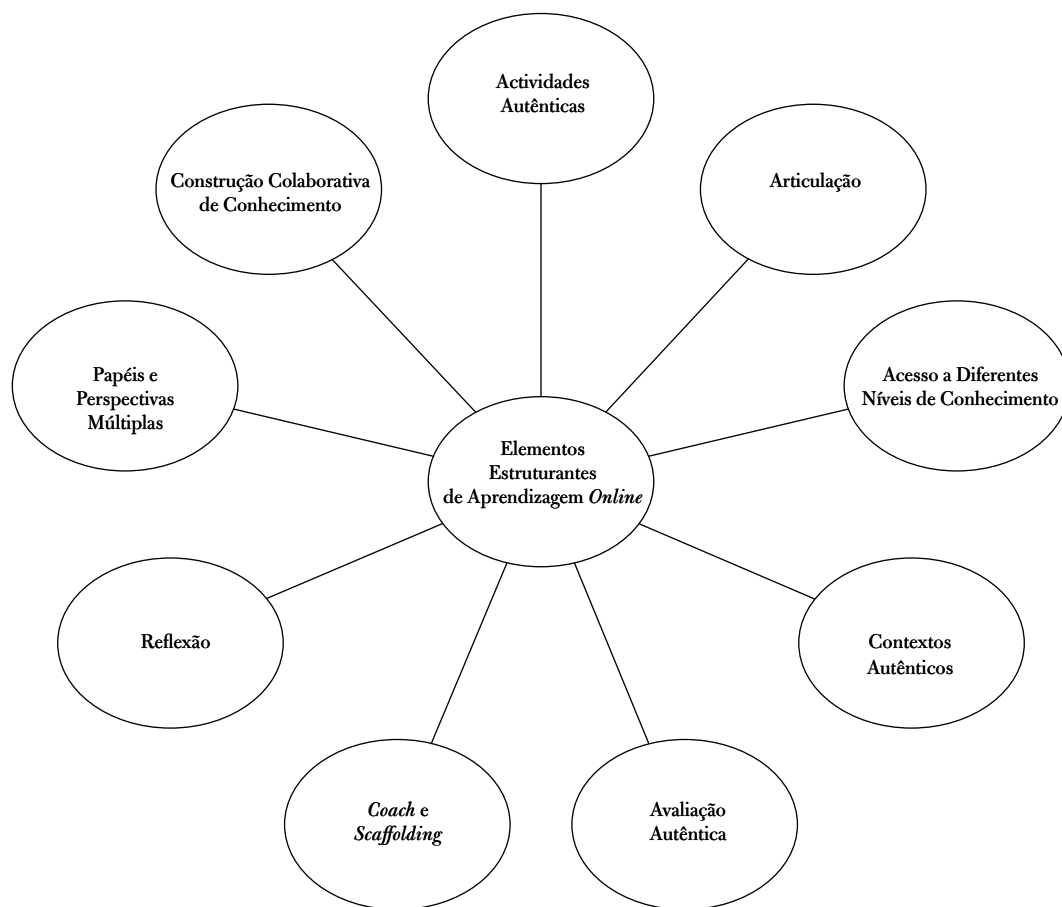 Actividades
Autênticas
Construção Colaborativa
de Conhecimento
Articulação
Papéis e
Perspectivas
Múltiplas
Acesso a Diferentes
Níveis de Conhecimento
Elementos
Estruturantes
de Aprendizagem Online
Reflexão
Contextos
Autênticos
Coach e
Scaffolding
Avaliação
Autêntica